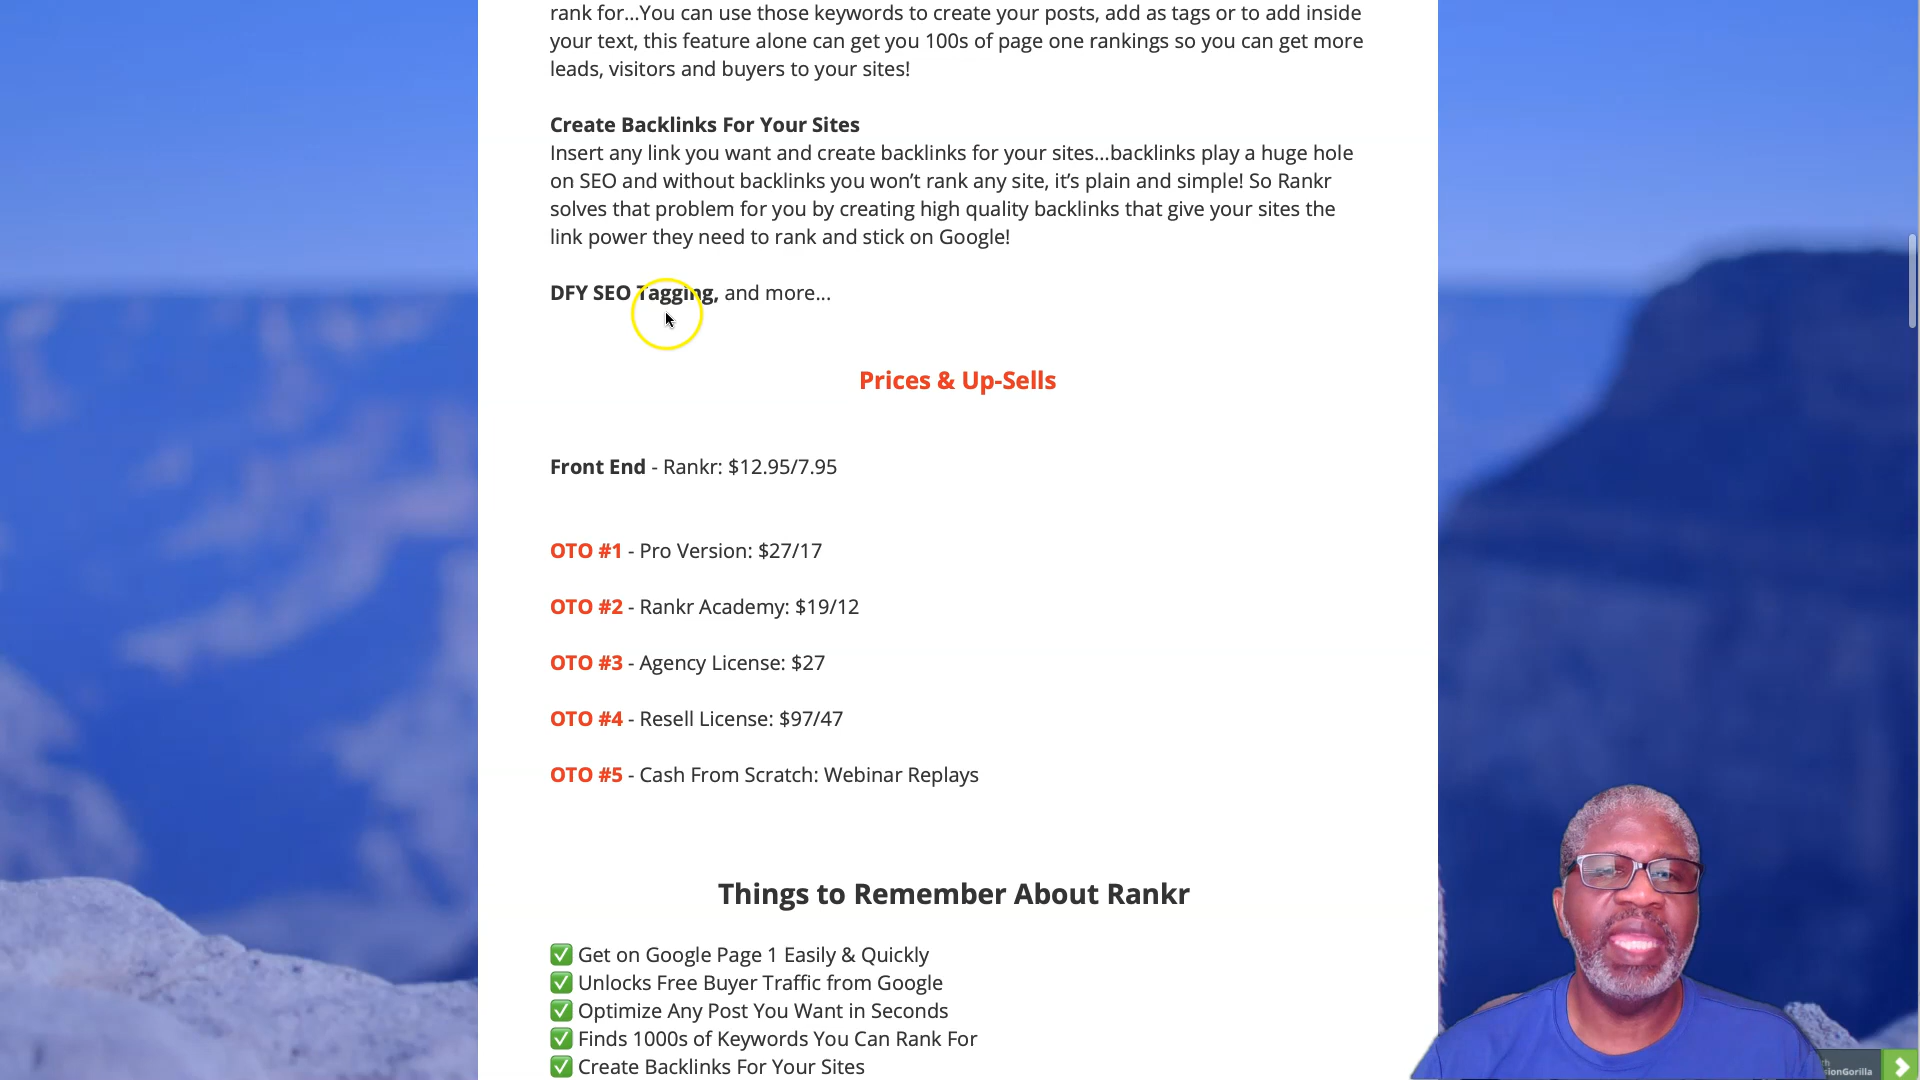 rank for...You can use those keywords to create your posts, add as tags or to add inside
your text, this feature alone can get you 100s of page one rankings so you can get more
leads, visitors and buyers to your sites!
Create Backlinks For Your Sites
Insert any link you want and create backlinks for your sites...backlinks play a huge hole
on SEO and without backlinks you won’t rank any site, it’s plain and simple! So Rankr
solves that problem for you by creating high quality backlinks that give your sites the
link power they need to rank and stick on Google!
DFY SEO Tagging, and more...
Prices & Up-Sells
Front End - Rankr: $12.95/7.95
OTO #1 - Pro Version: $27/17
OTO #2 - Rankr Academy: $19/12
OTO #3 - Agency License: $27
OTO #4 - Resell License: $97/47
OTO #5 - Cash From Scratch: Webinar Replays
Things to Remember About Rankr
✅ Get on Google Page 1 Easily & Quickly
✅ Unlocks Free Buyer Traffic from Google
✅ Optimize Any Post You Want in Seconds
✅ Finds 1000s of Keywords You Can Rank For
✅ Create Backlinks For Your Sites